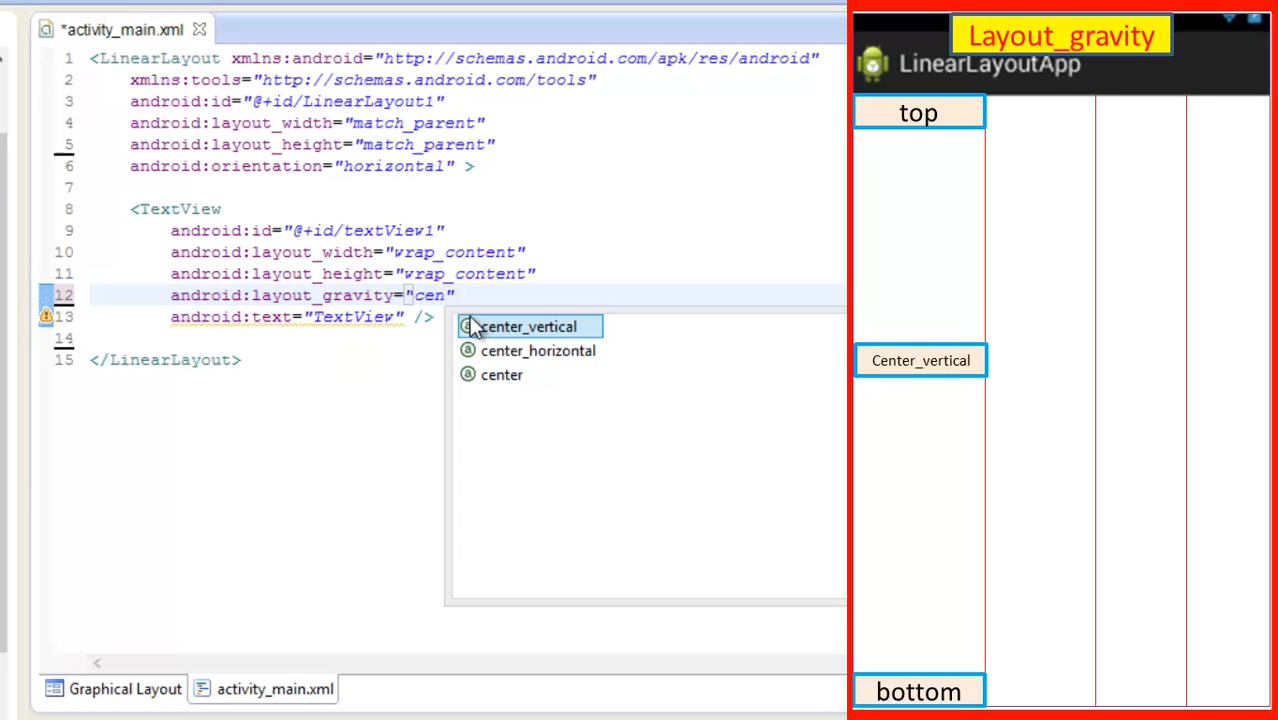 *activity_main.xml
1 <LinearLayout xmlns:android="http://schemas.android.com/apk/res/android"
2 xmlns:tools="http://schemas.android.com/tools"
3 android:id="@+id/LinearLayout1"
4 android:layout_width="match_parent"
5 android:layout_height="match_parent"
6 android:orientation="horizontal" >
7
8 <TextView
9 android:id="@+id/textView1"
10 android:layout_width="wrap_content"
11 android:layout_height="wrap_content"
12 android:layout_gravity="cen"
13 android:text="TextView" />
14
15 </LinearLayout>
center_vertical
center_horizontal
center
Graphical Layout
activity_main.xml
Layout_gravity
LinearLayoutApp
top
Center_vertical
bottom